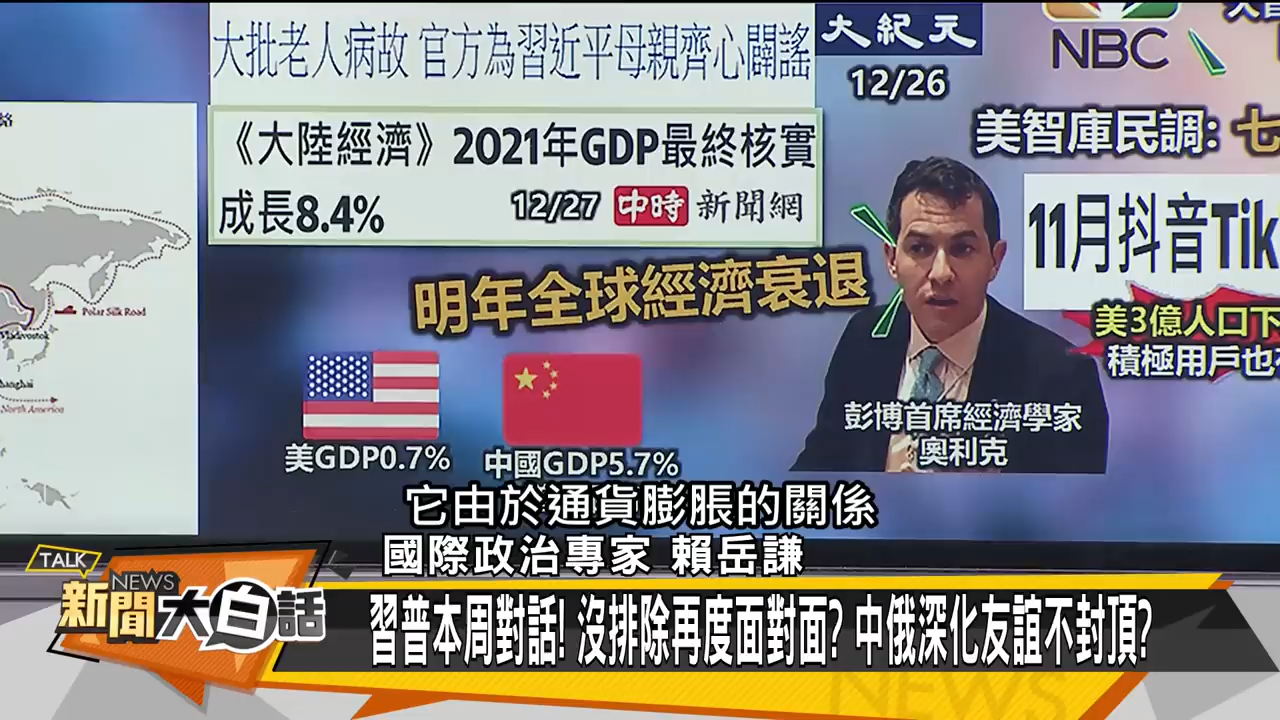 大批老人病故 官方為習近平母親齊心闢謠
大紀元
12/26
《大陸經濟》2021年GDP最終核實
成長8.4%
12/27 中時 新聞網
明年全球經濟衰退
美GDP0.7%
中國GDP5.7%
彭博首席經濟學家
奧利克
NBC
美智庫民調: 七
11月抖音Tik
美3億人口下
積極用戶也
Polar Silk Road
Vladivostok
hanghai
North America
它由於通貨膨脹的關係
國際政治專家 賴岳謙
TALK
NEWS
新聞大白話
習普本周對話! 沒排除再度面對面? 中俄深化友誼不封頂?
NEWS